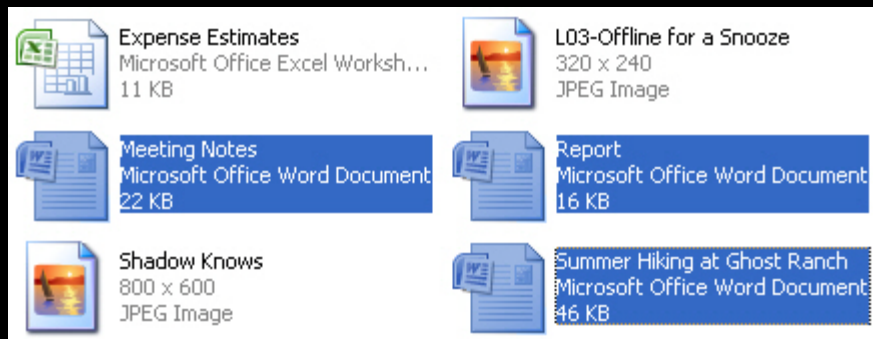 Expense Estimates
Microsoft Office Excel Worksh...
11 KB
L03-Offline for a Snooze
320 x 240
JPEG Image
Meeting Notes
Microsoft Office Word Document
22 KB
Report
Microsoft Office Word Document
16 KB
Shadow Knows
800 x 600
JPEG Image
Summer Hiking at Ghost Ranch
Microsoft Office Word Document
46 KB